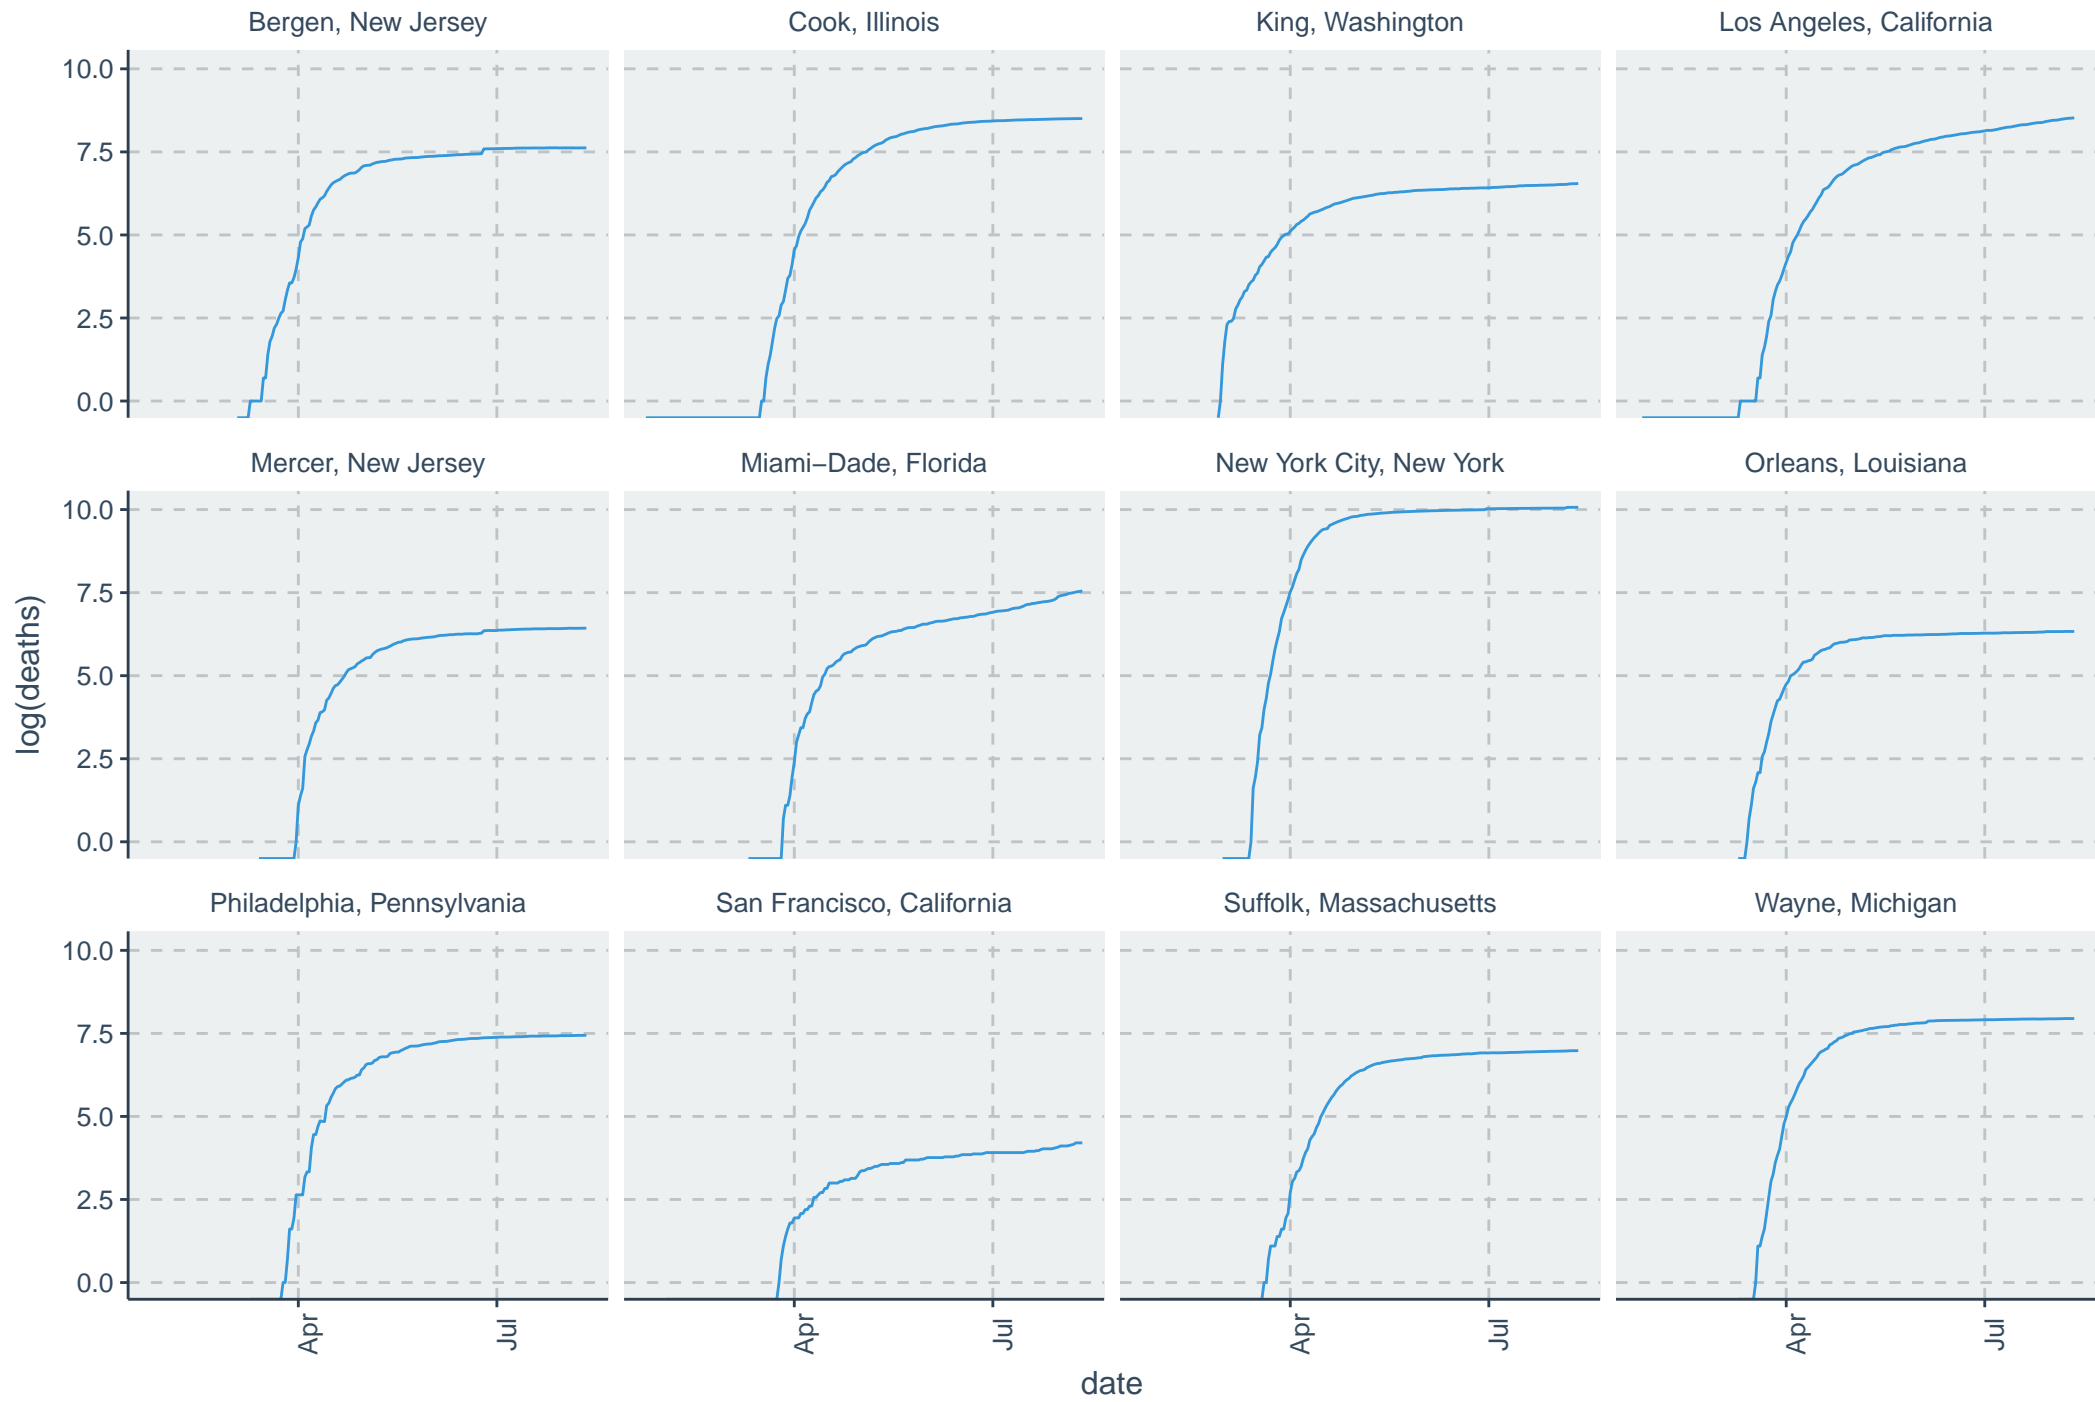 Bergen, New Jersey
Cook, Illinois
King, Washington
Los Angeles, California
10.0
7.5
5.0
2.5
0.0
Mercer, New Jersey
Miami−Dade, Florida
New York City, New York
Orleans, Louisiana
10.0
7.5
5.0
2.5
0.0
log(deaths)
Philadelphia, Pennsylvania
San Francisco, California
Suffolk, Massachusetts
Wayne, Michigan
10.0
7.5
5.0
2.5
0.0
Apr
Jul
Apr
Jul
Apr
Jul
Apr
Jul
date